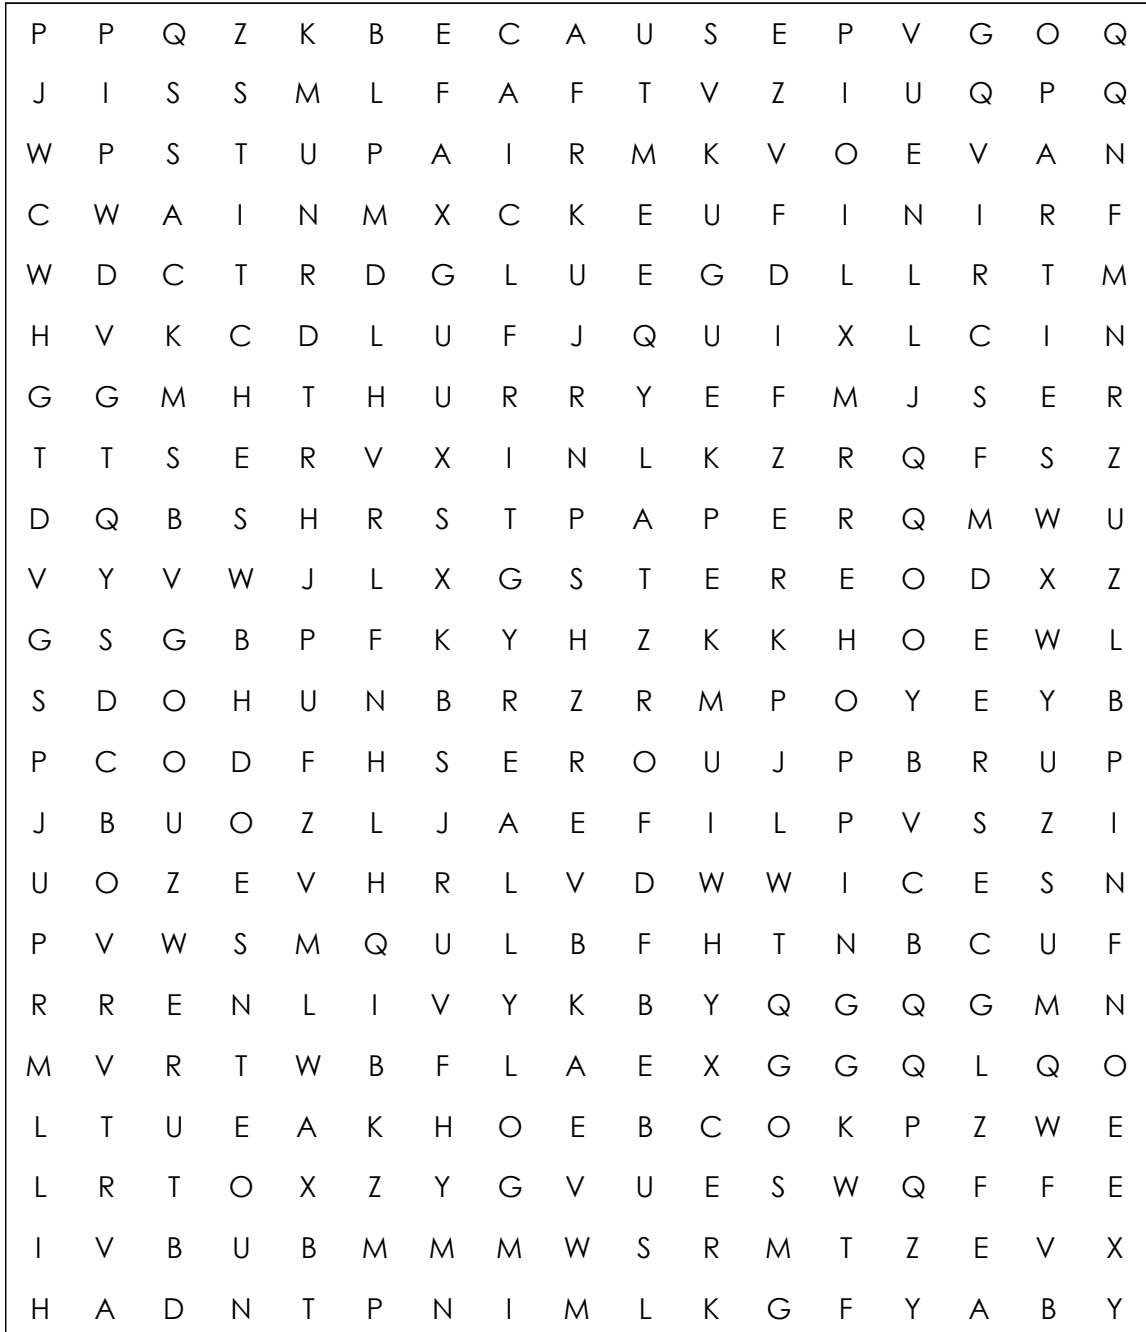 P P Q Z K B E C A U S E P V G O Q
J I S S M L F A F T V Z I U Q P Q
W P S T U P A I R M K V O E V A N
C W A I N M X C K E U F I N I R F
W D C T R D G L U E G D L L R T M
H V K C D L U F J Q U I X L C I N
G G M H T H U R R Y E F M J S E R
T T S E R V X I N L K Z R Q F S Z
D Q B S H R S T P A P E R Q M W U
V Y V W J L X G S T E R E O D X Z
G S G B P F K Y H Z K K H O E W L
S D O H U N B R Z R M P O Y E Y B
P C O D F H S E R O U J P B R U P
J B U O Z L J A E F I L P V S Z I
U O Z E V H R L V D W W I C E S N
P V W S M Q U L B F H T N B C U F
R R E N L I V Y K B Y Q G Q G M N
M V R T W B F L A E X G G Q L Q O
L T U E A K H O E B C O K P Z W E
L R T O X Z Y G V U E S W Q F F E
I V B U B M M M W S R M T Z E V X
H A D N T P N I M L K G F Y A B Y